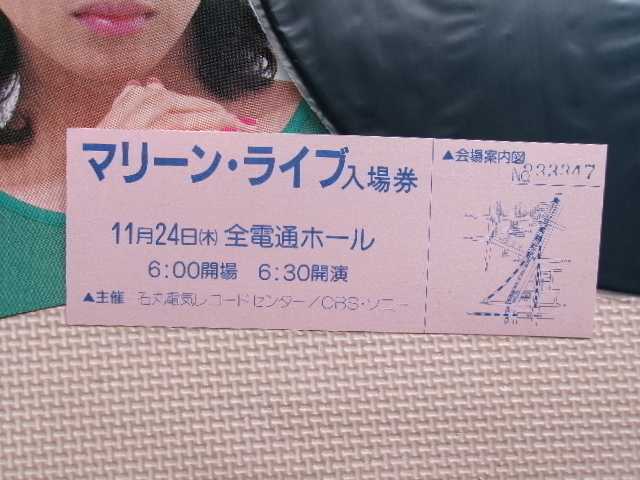 マリーン・ライブ入場券
11月24日(木) 全電通ホール
6:00開場 6:30開演
▲主催 石丸電気レコードセンター/CBS・ソニー
▲会場案内図
No 233347